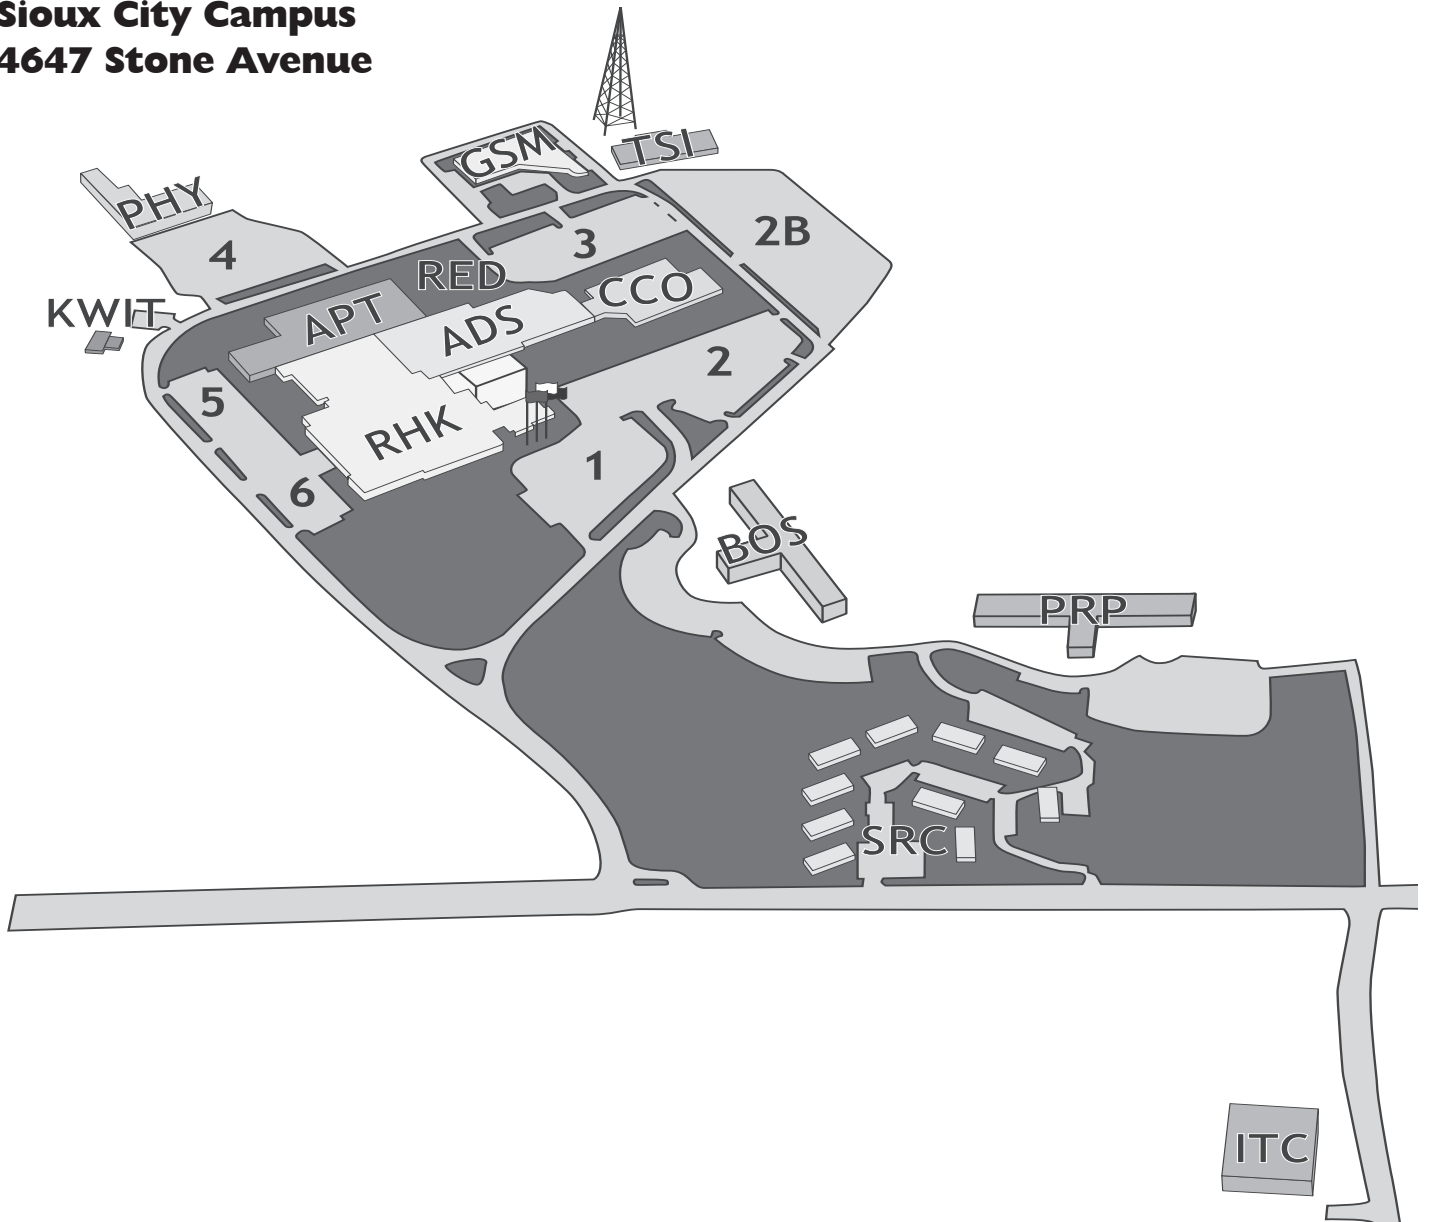 Sioux City Campus
4647 Stone Avenue
GSM
TSI
PHY
4
3
2B
KWIT
RED
APT
ADS
CCO
5
2
RHK
6
1
BOS
PRP
SRC
ITC